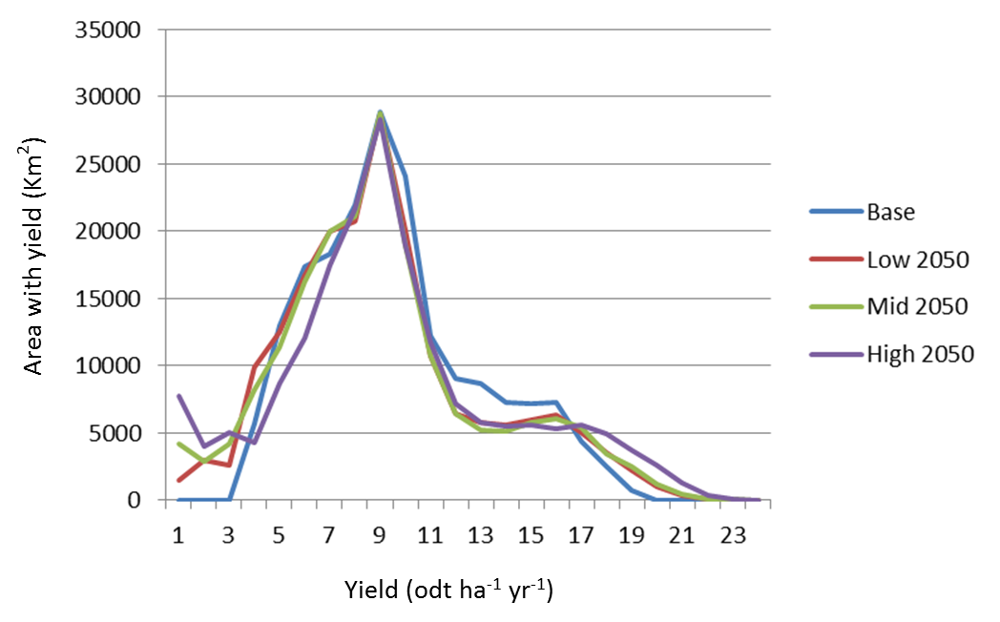 35000
30000
25000
20000
15000
10000
5000
0
Area with yield (Km²)
1 3 5 7 9 11 13 15 17 19 21 23
Yield (odt ha⁻¹ yr⁻¹)
Base
Low 2050
Mid 2050
High 2050